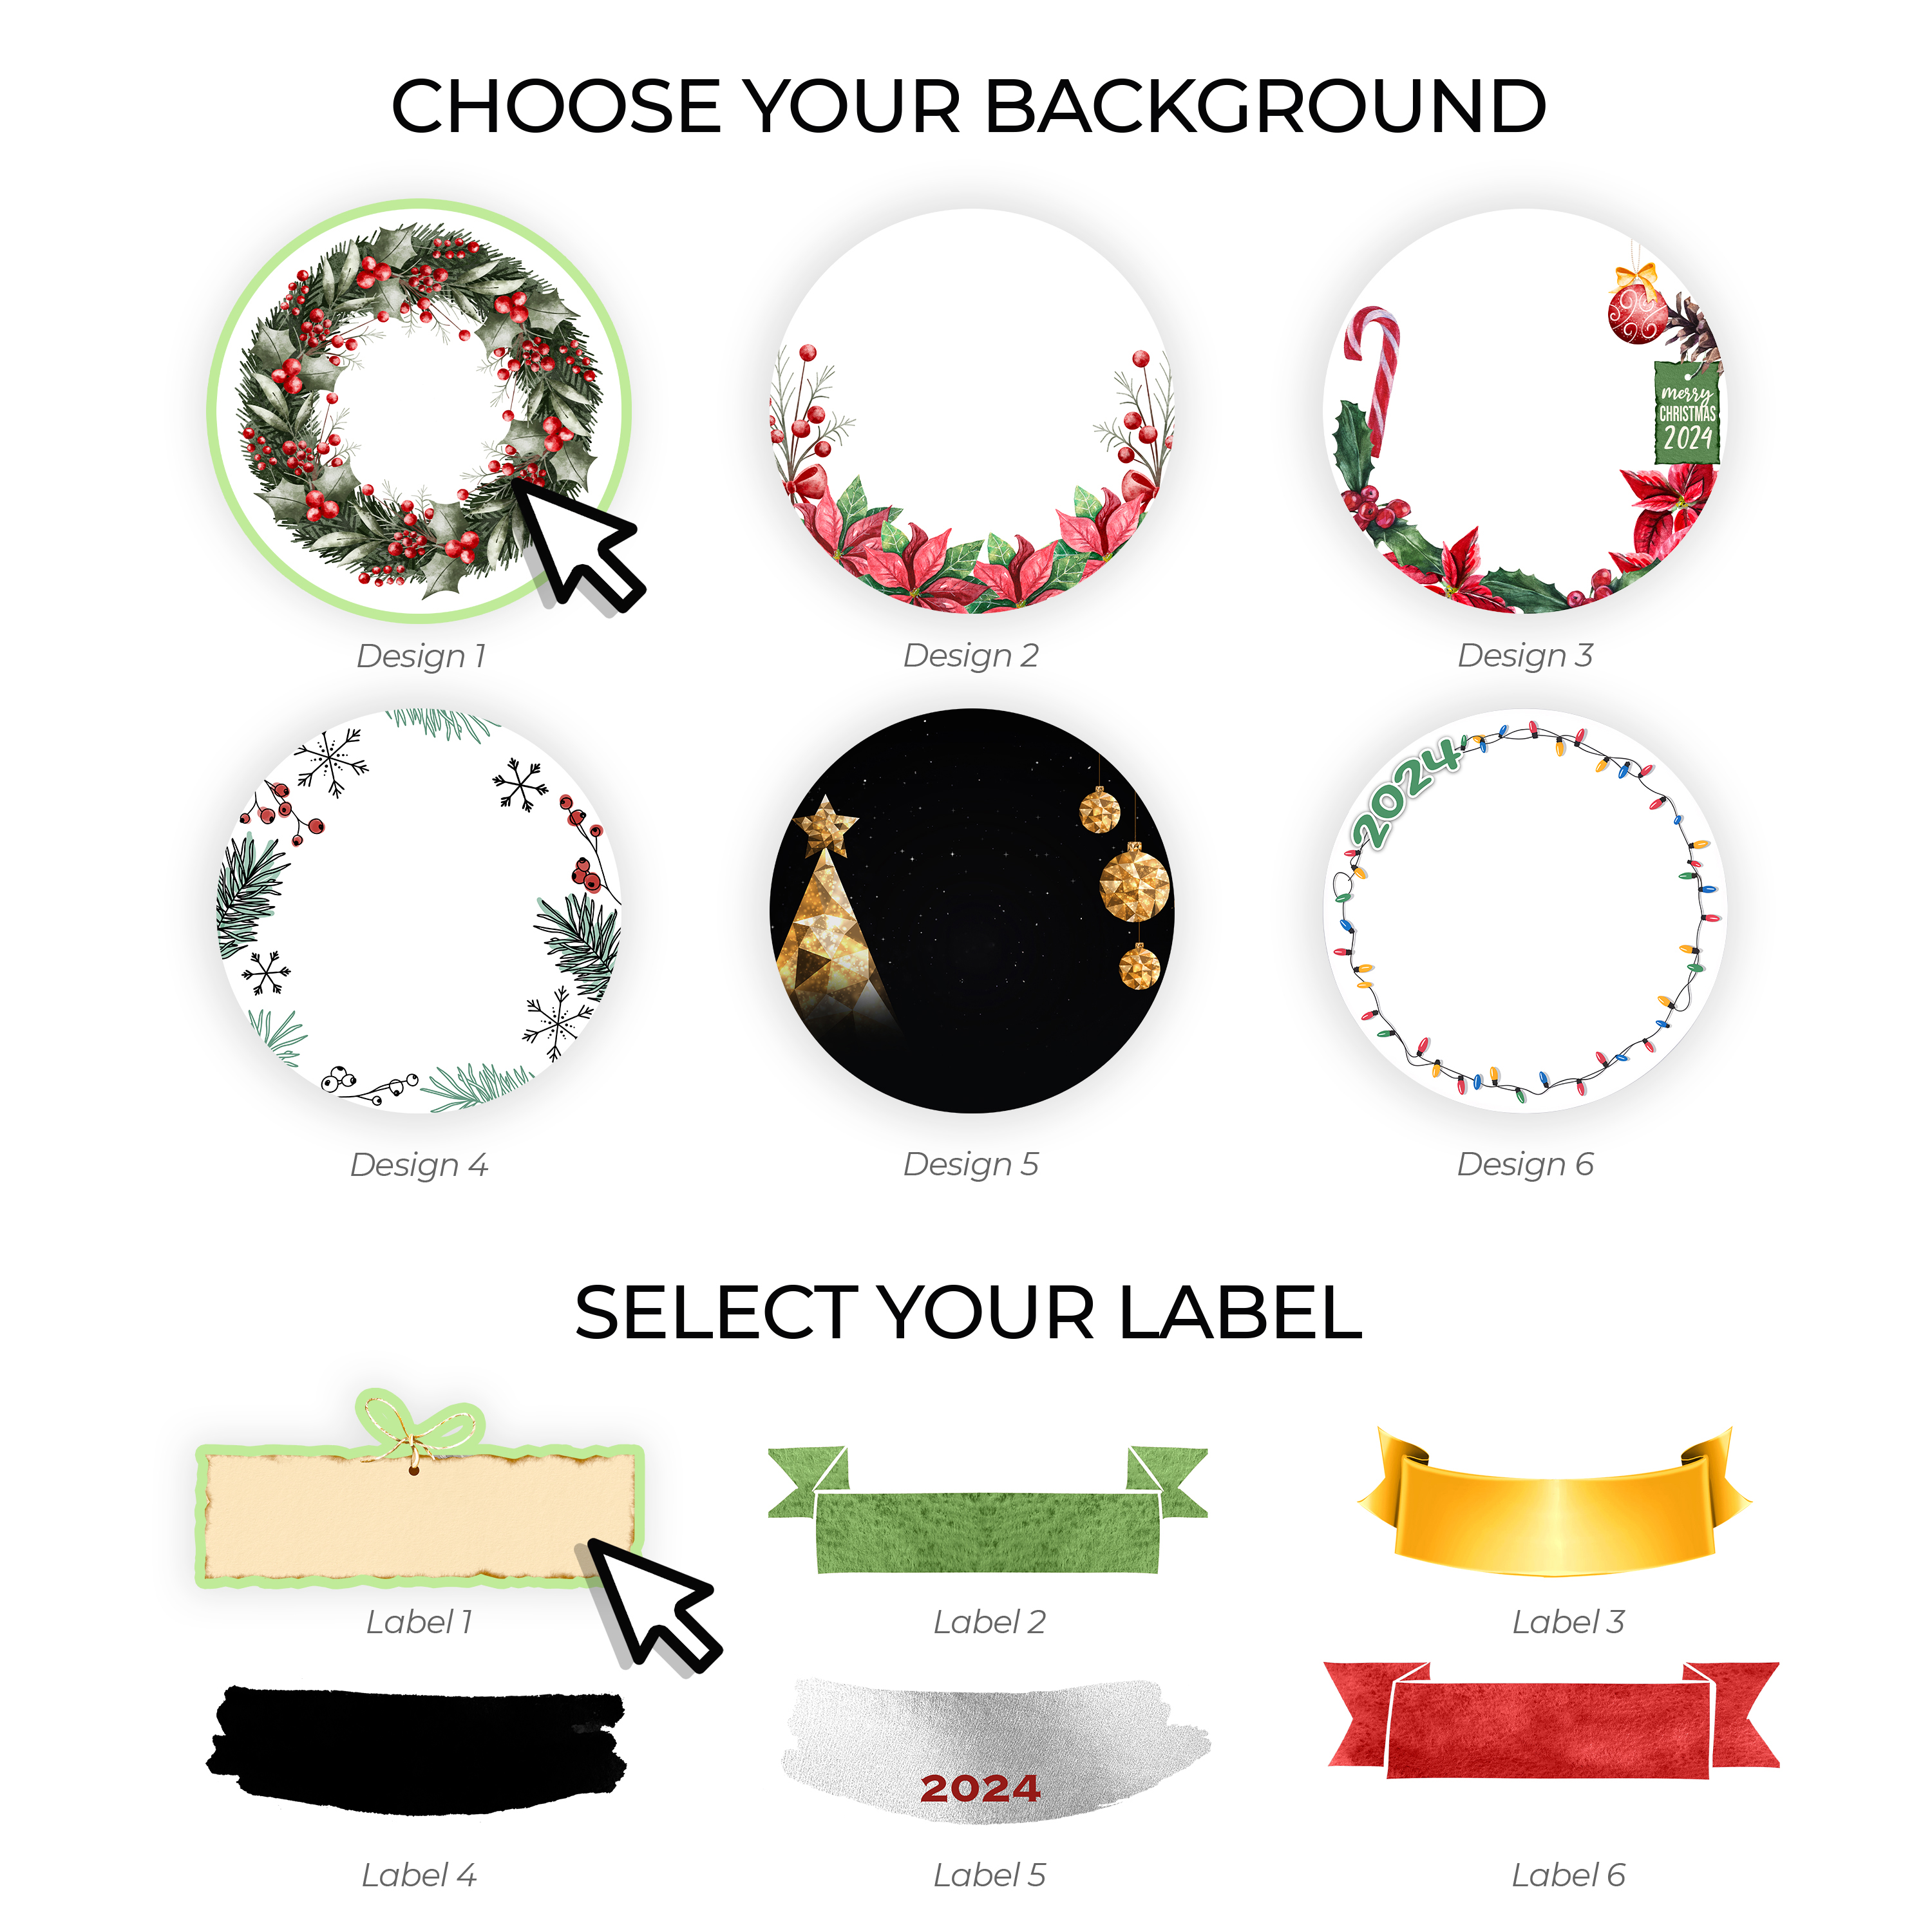 CHOOSE YOUR BACKGROUND
merry
CHRISTMAS
2024
Design 1
Design 2
Design 3
2024
Design 4
Design 5
Design 6
SELECT YOUR LABEL
Label 1
Label 2
Label 3
2024
Label 4
Label 5
Label 6